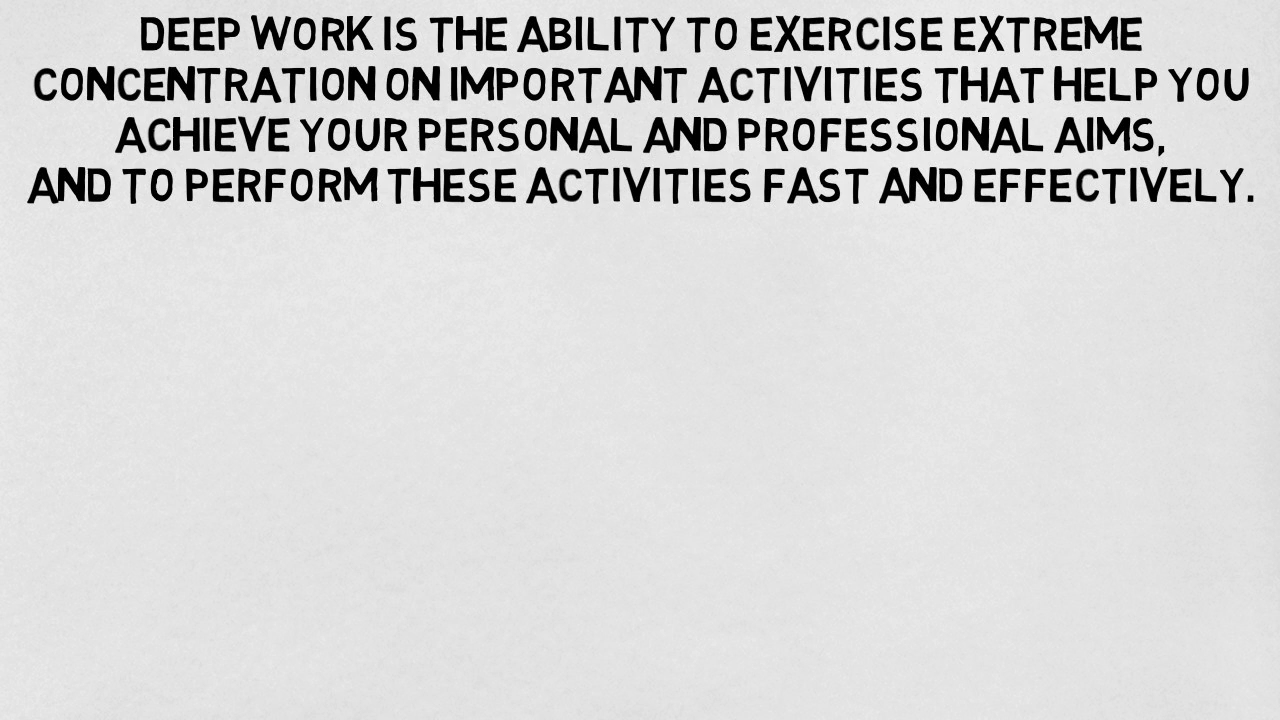 DEEP WORK IS THE ABILITY TO EXERCISE EXTREME
CONCENTRATION ON IMPORTANT ACTIVITIES THAT HELP YOU
ACHIEVE YOUR PERSONAL AND PROFESSIONAL AIMS,
AND TO PERFORM THESE ACTIVITIES FAST AND EFFECTIVELY.